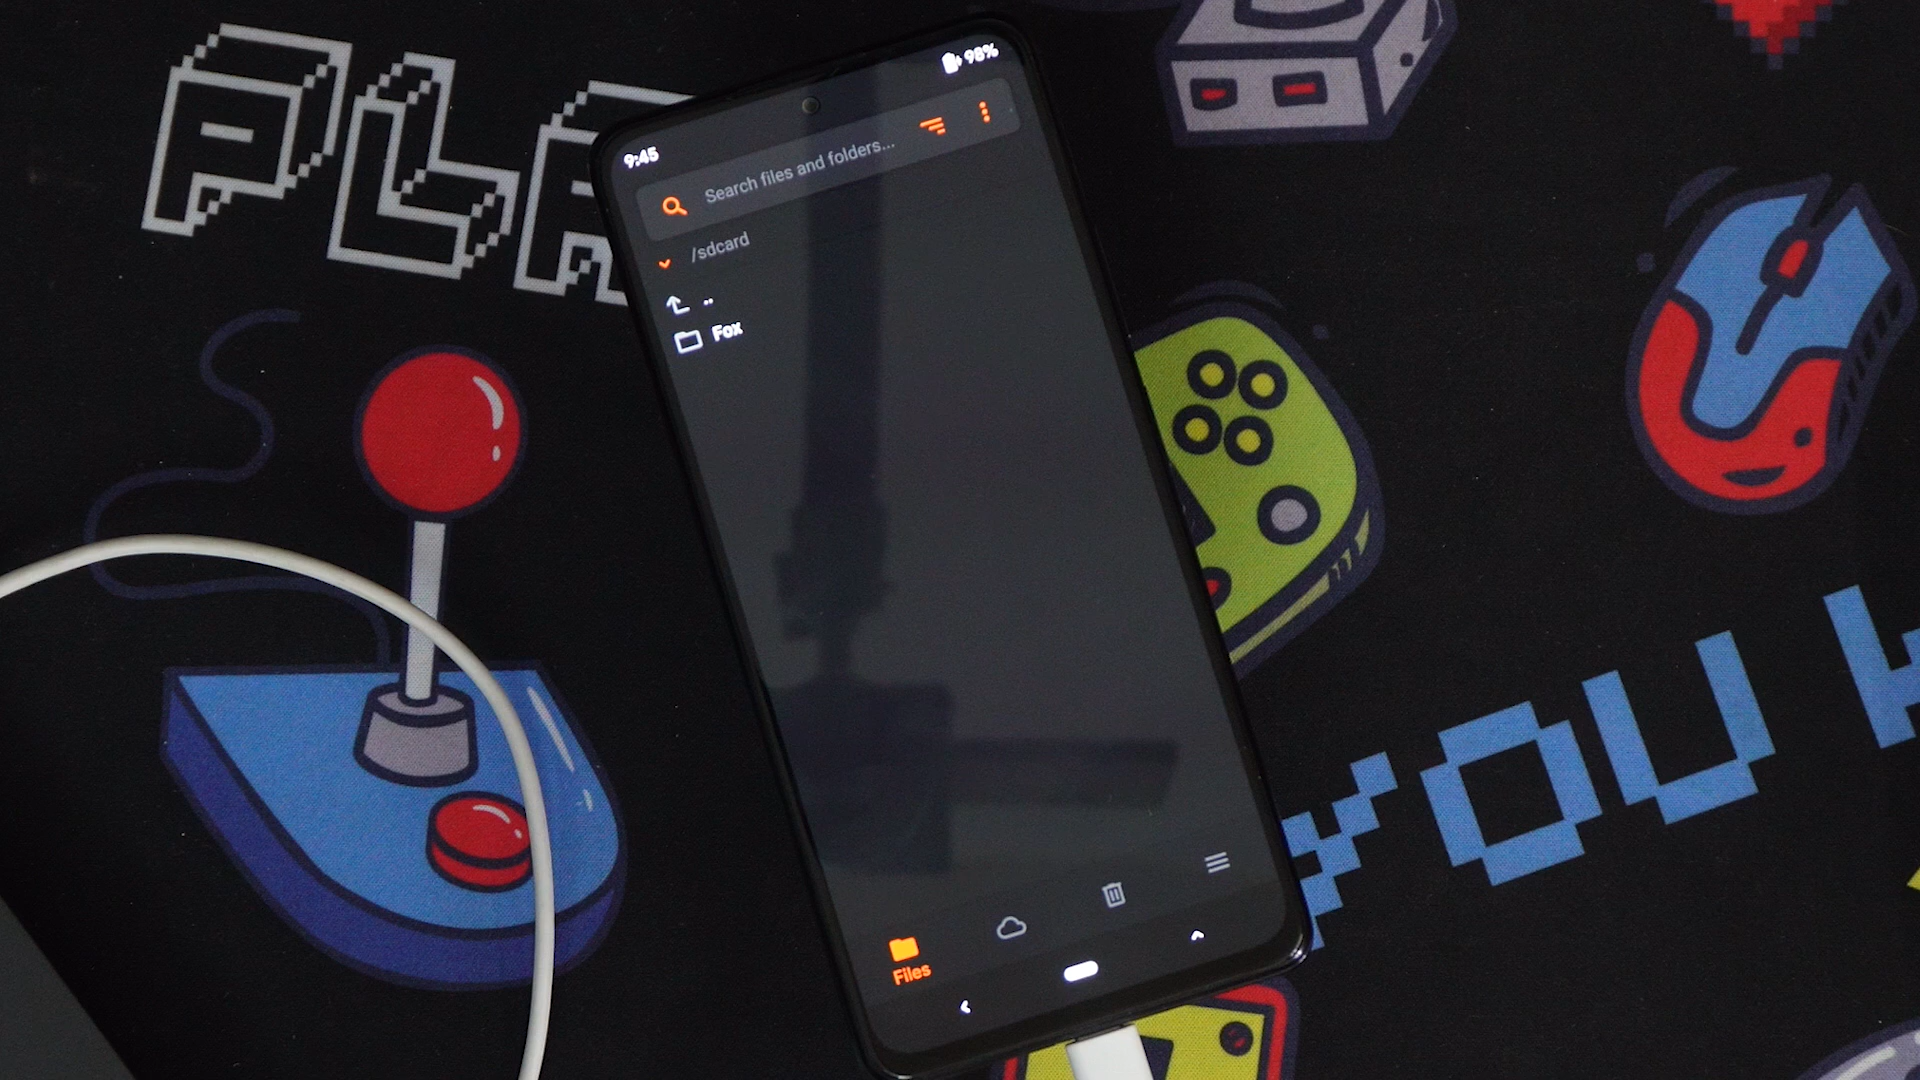 PLA
98%
9:45
Search files and folders...
/sdcard
..
Fox
Files
YOU